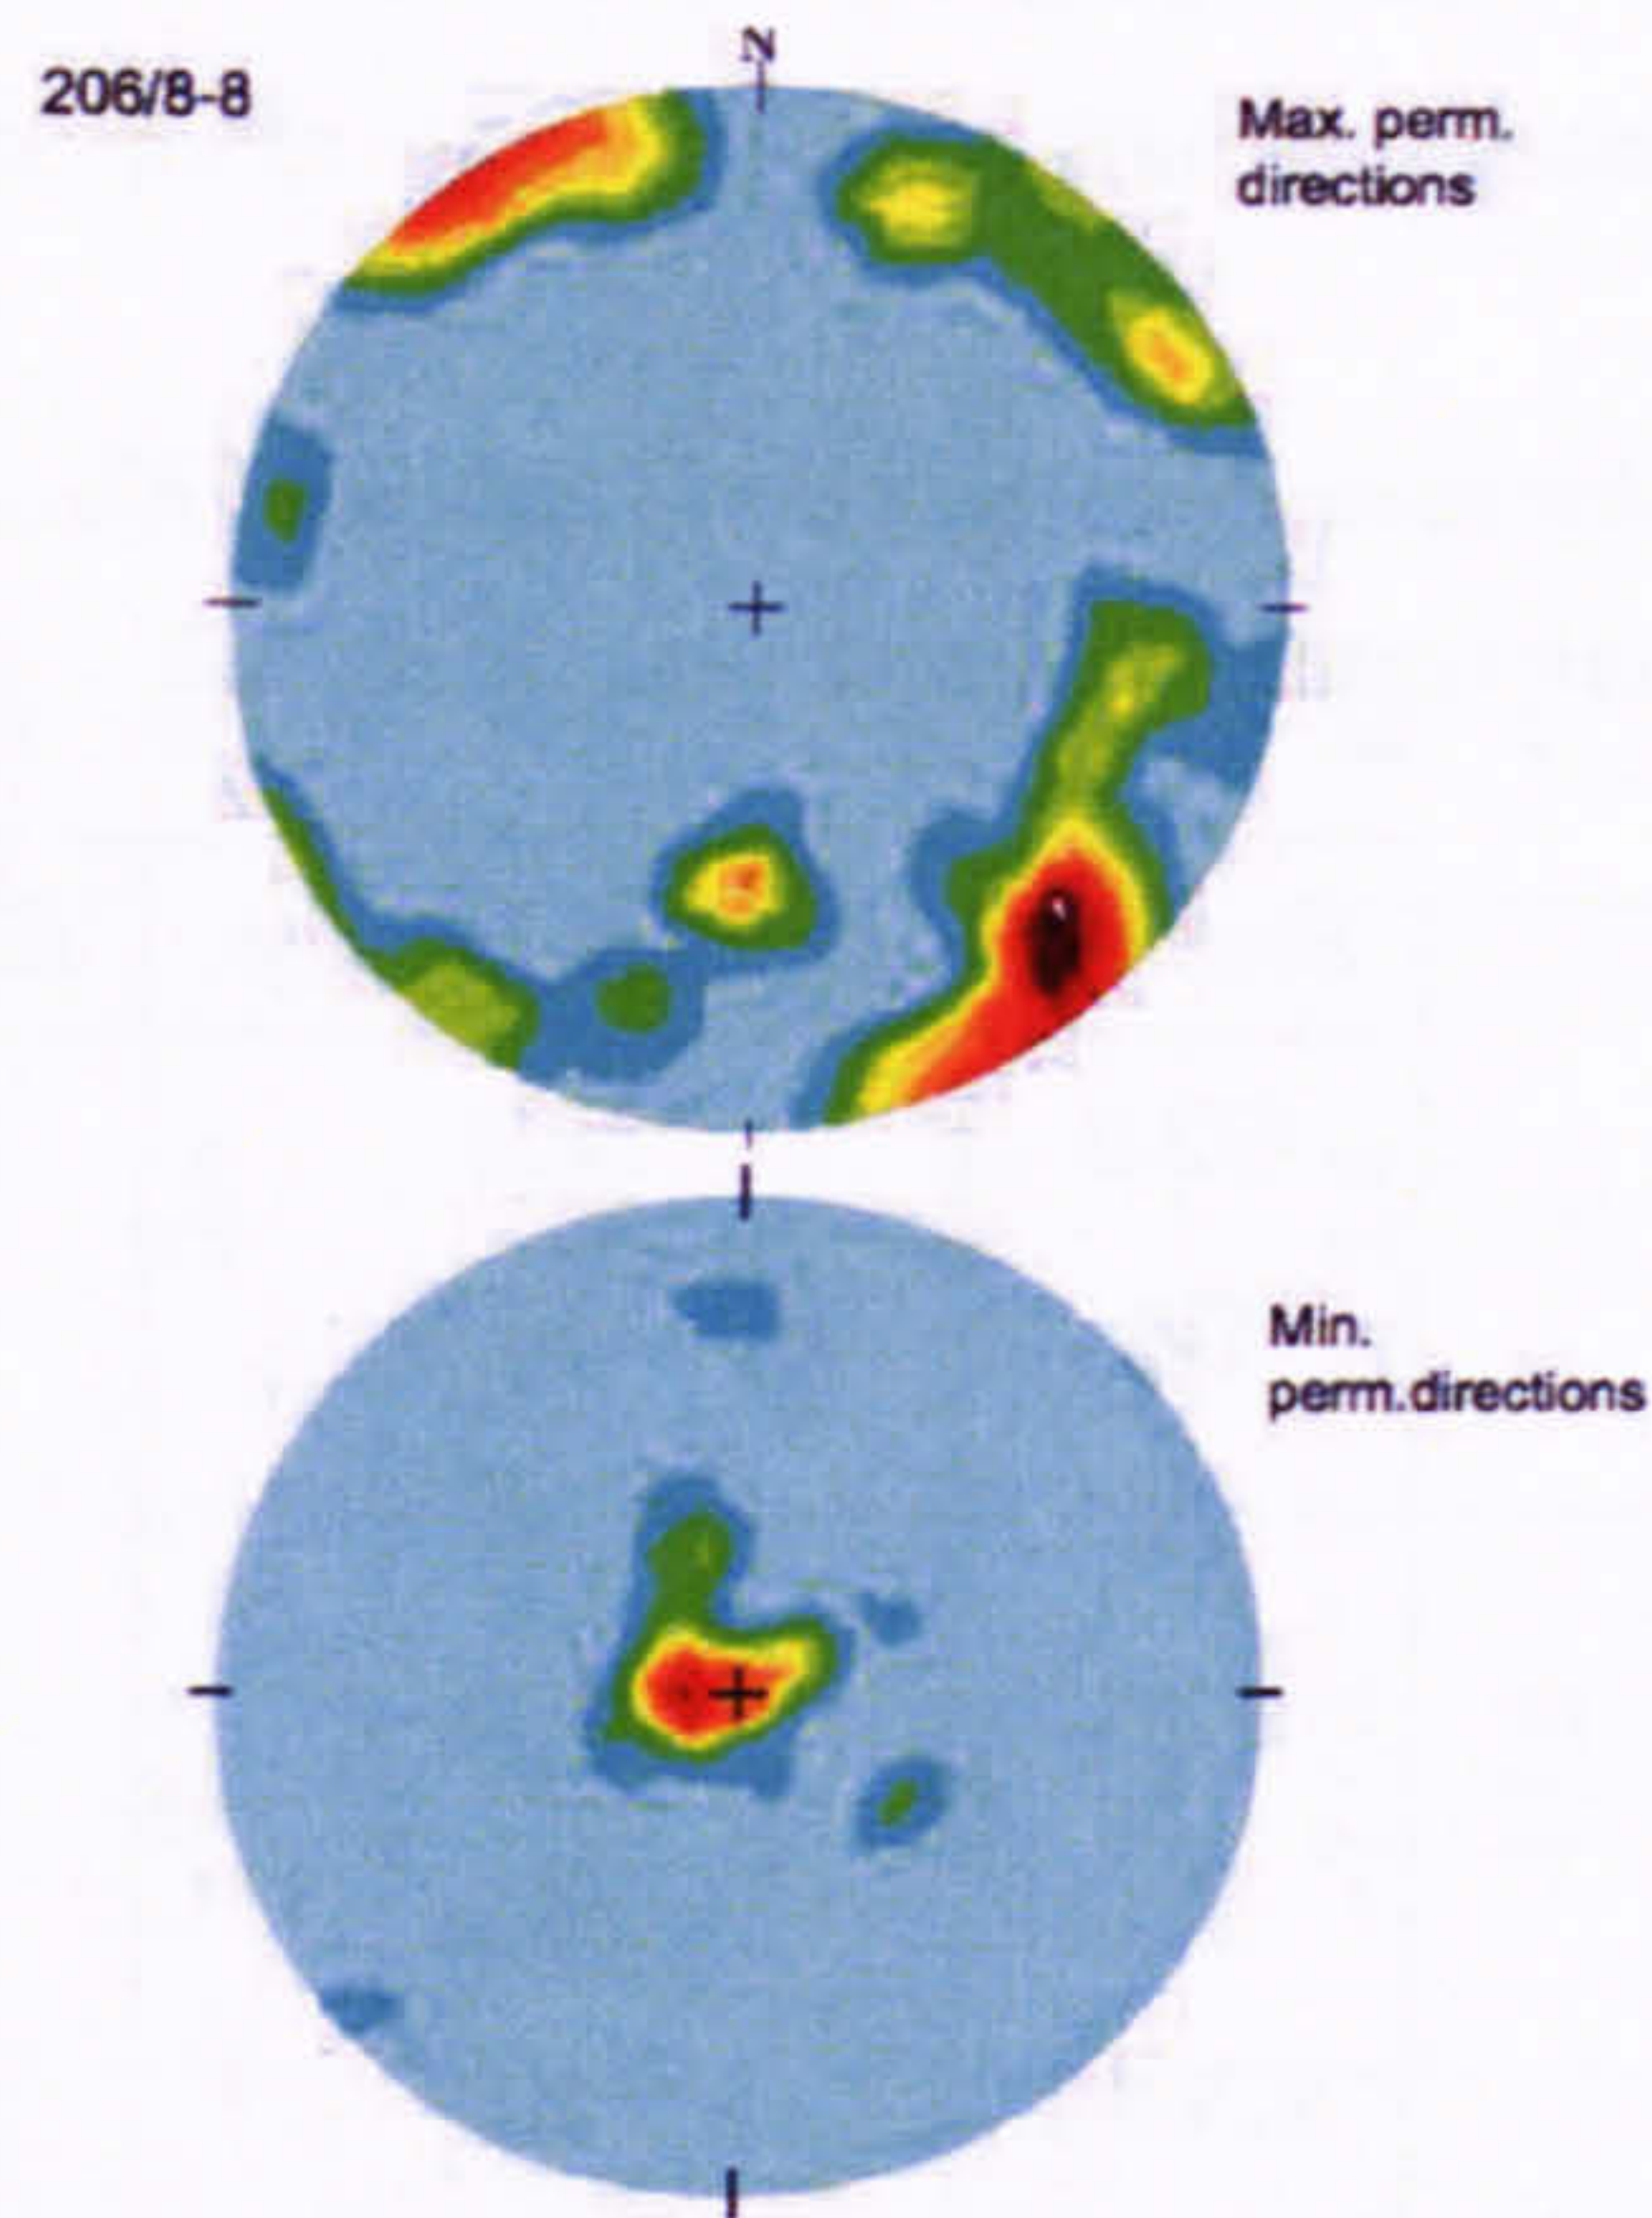 N
206/8-8
Max. perm.
directions
Min.
perm.directions